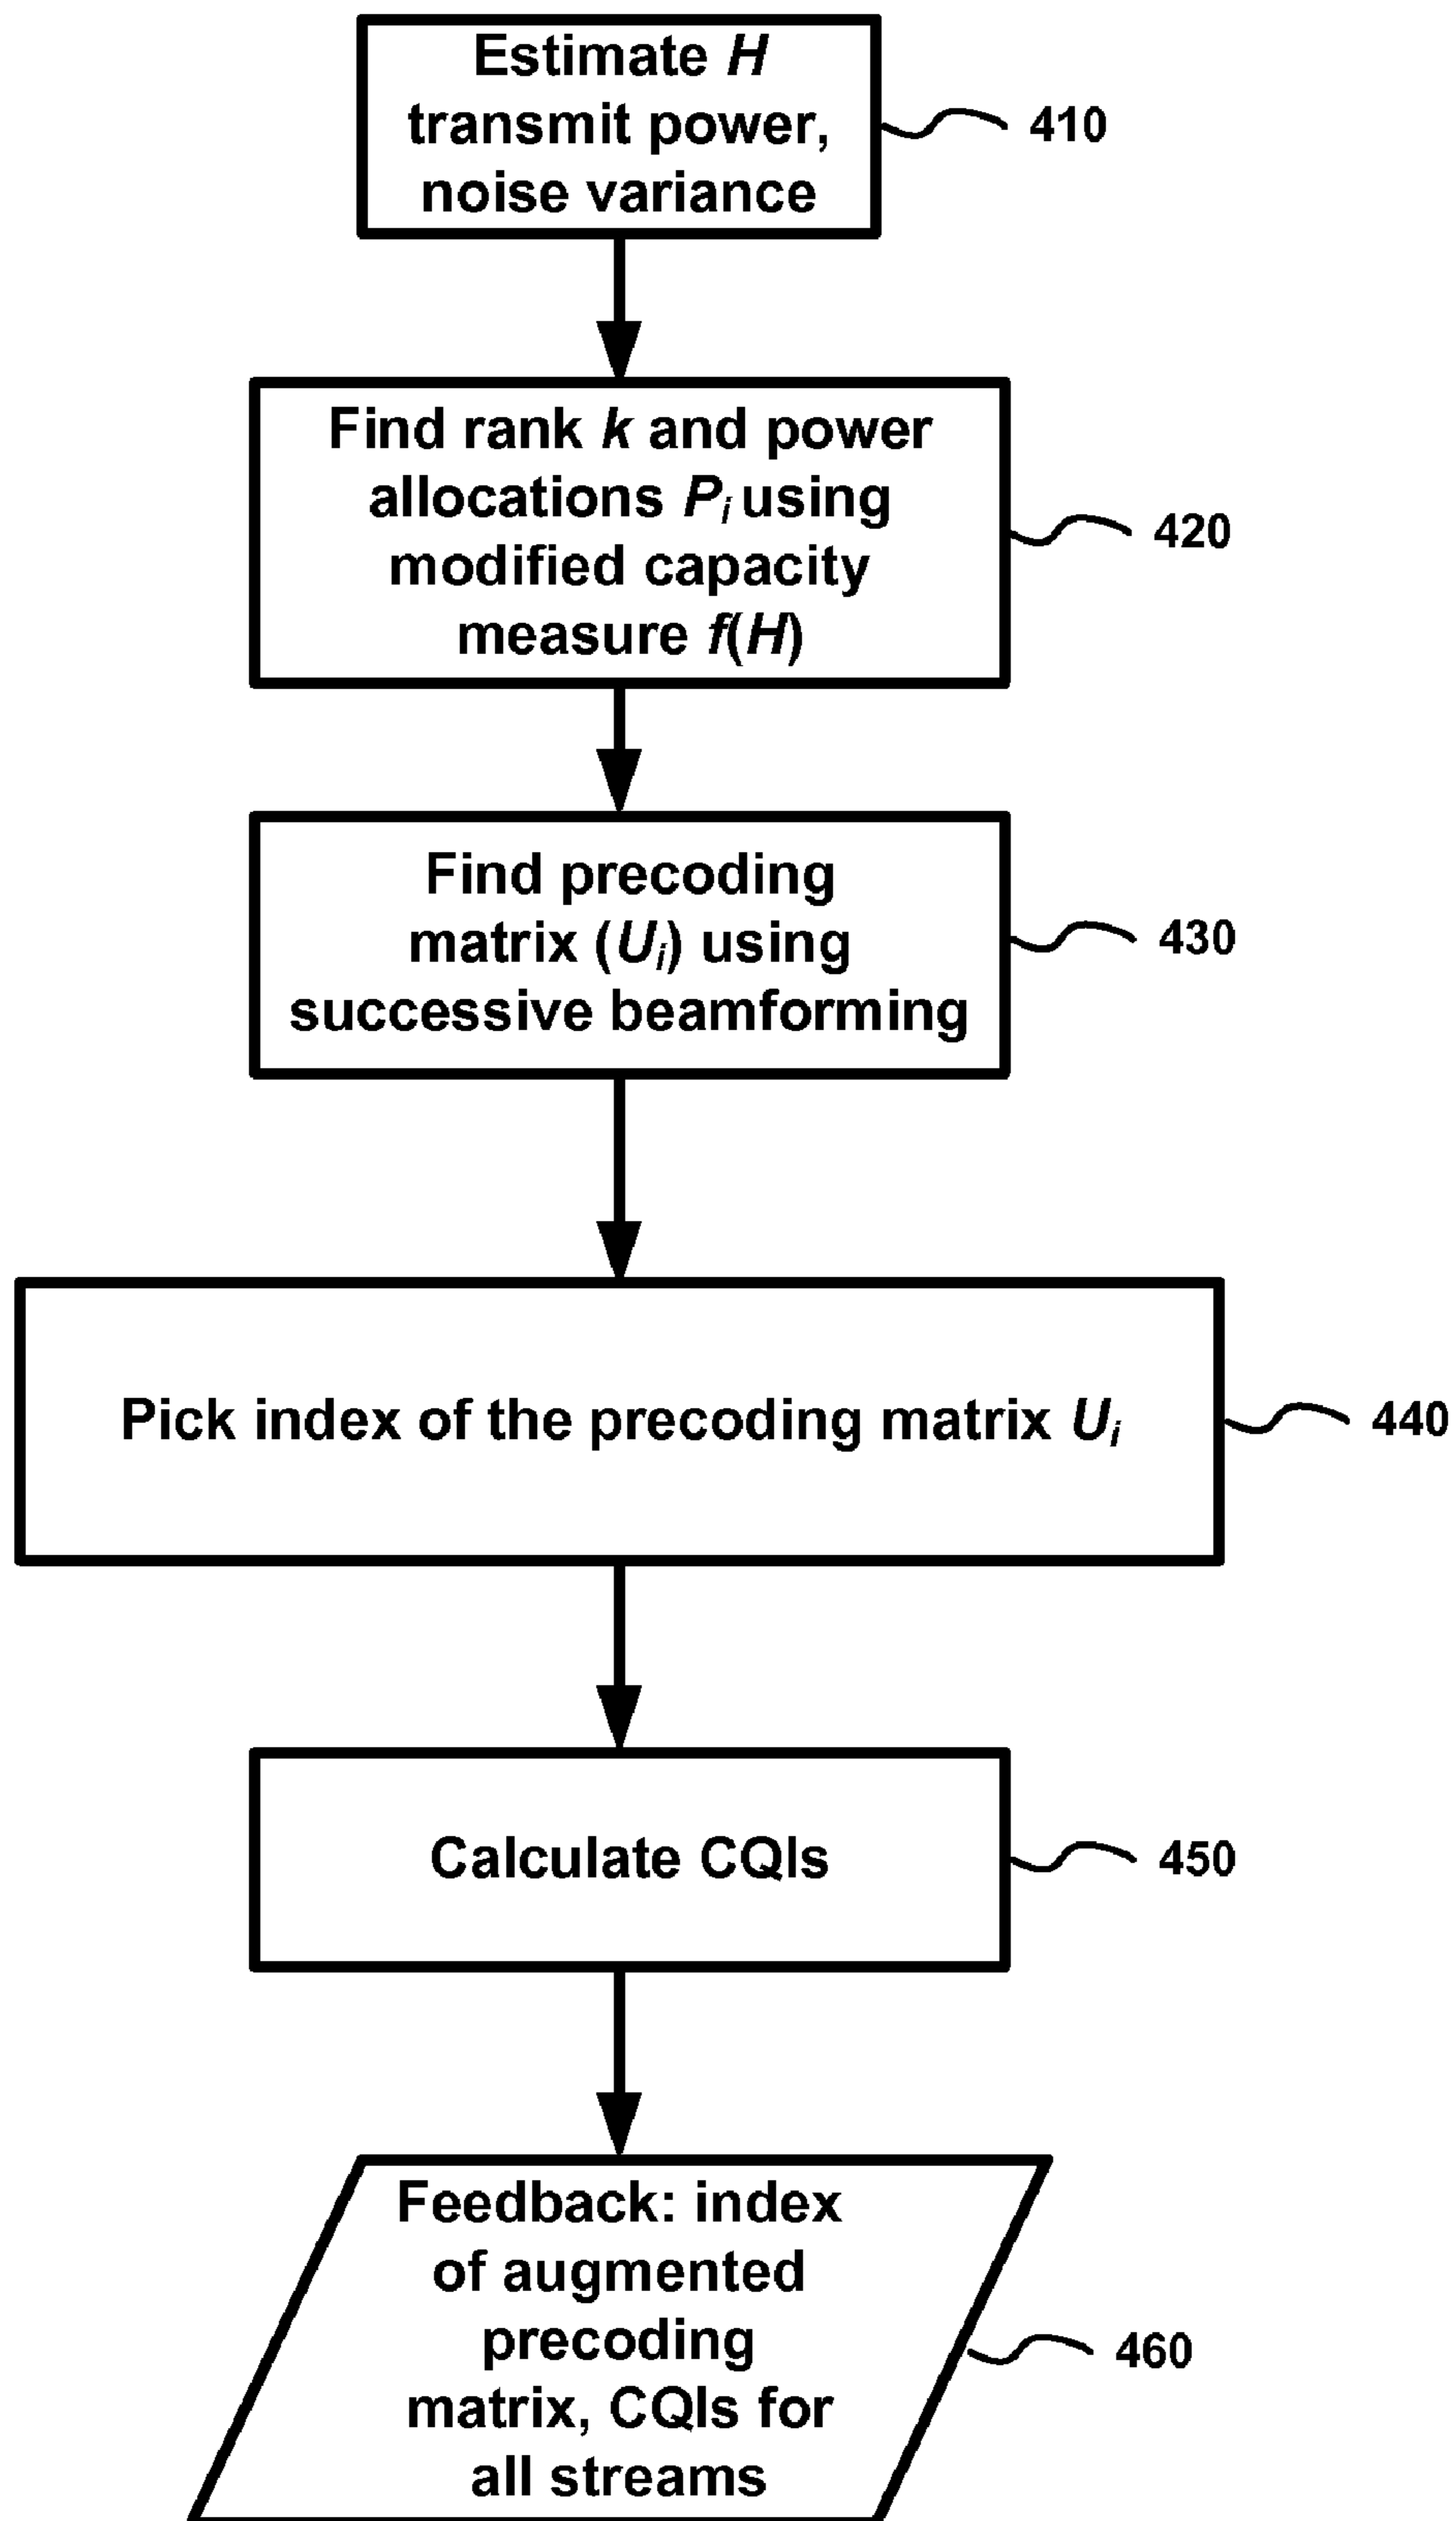 Estimate H
transmit power,
noise variance
410
Find rank k and power
allocations Pi using
modified capacity
measure f(H)
420
Find precoding
matrix (Ui) using
successive beamforming
430
Pick index of the precoding matrix Ui
440
Calculate CQIs
450
Feedback: index
of augmented
precoding
matrix, CQIs for
all streams
460